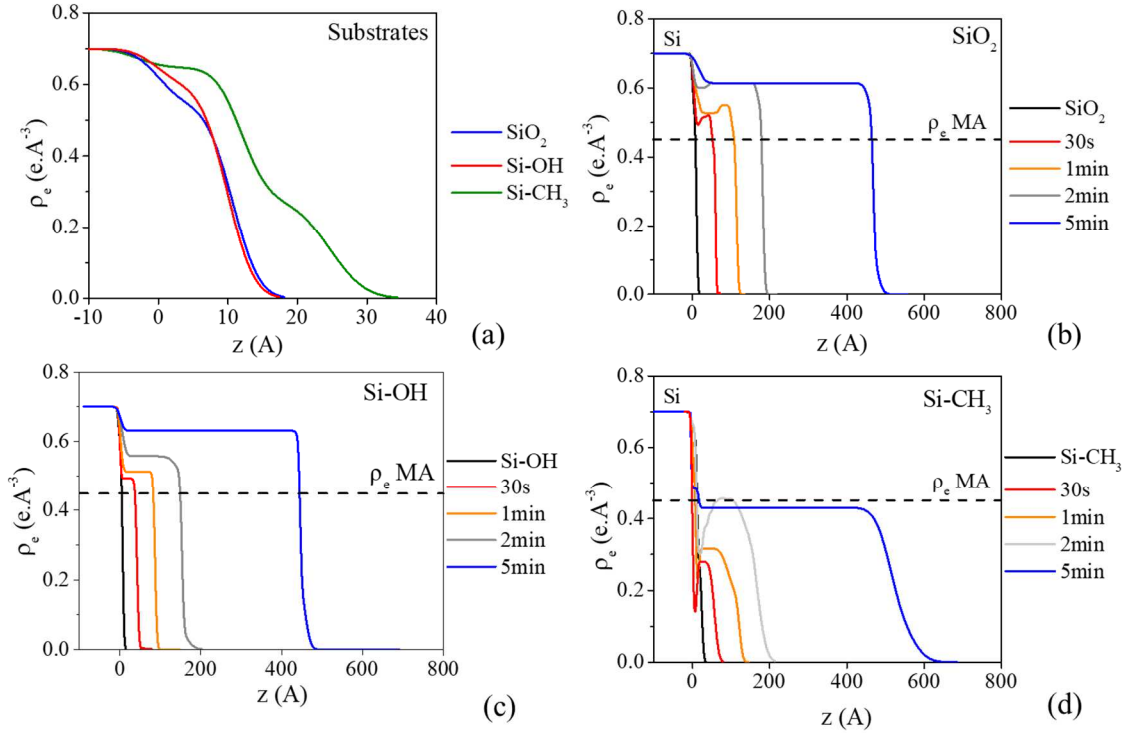 Substrates
0.8
0.6
0.4
0.2
0.0
ρe (e.A-3)
SiO2
Si-OH
Si-CH3
-10
0
10
20
30
40
z (A)
(a)
Si
SiO2
0.8
0.6
0.4
0.2
0.0
ρe (e.A-3)
ρe MA
SiO2
30s
1min
2min
5min
0
200
400
600
800
z (A)
(b)
Si-OH
0.8
0.6
0.4
0.2
0.0
ρe (e.A-3)
ρe MA
Si-OH
30s
1min
2min
5min
0
200
400
600
800
z (A)
(c)
Si
Si-CH3
0.8
0.6
0.4
0.2
0.0
ρe (e.A-3)
ρe MA
Si-CH3
30s
1min
2min
5min
0
200
400
600
800
z (A)
(d)